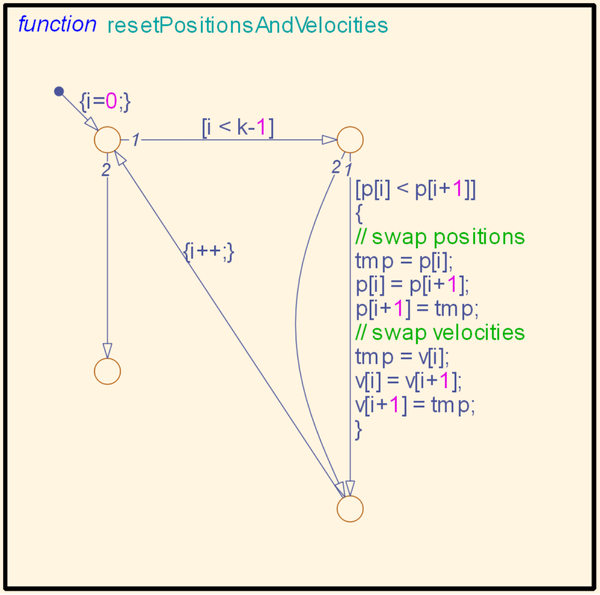 function resetPositionsAndVelocities
{i=0;}
1
[i < k-1]
2
2
1
[p[i] < p[i+1]]
{
// swap positions
tmp = p[i];
p[i] = p[i+1];
p[i+1] = tmp;
// swap velocities
tmp = v[i];
v[i] = v[i+1];
v[i+1] = tmp;
}
{i++;}